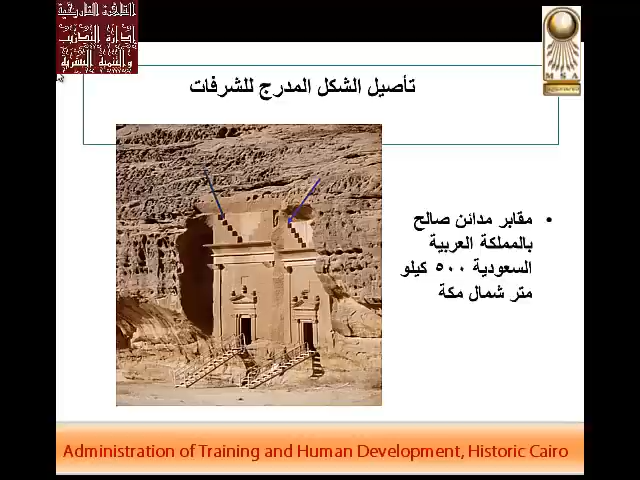 القاهرة التاريخية
إدارة التدريب
والتنمية البشرية
MSA
تأصيل الشكل المدرج للشرفات
• مقابر مدائن صالح
بالمملكة العربية
السعودية ٥٠٠ كيلو
متر شمال مكة
Administration of Training and Human Development, Historic Cairo